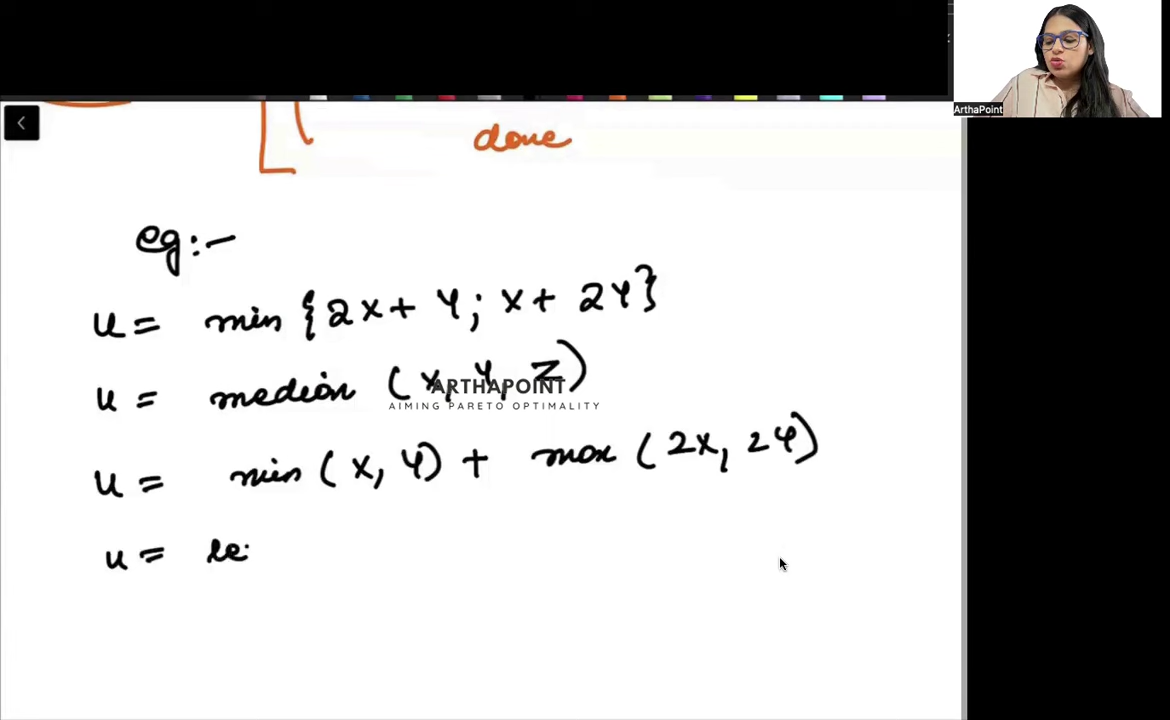 ArthaPoint
done
eg:-
u = min {2x + y; x + 2y}
u = median (x, y, z)
ARTHAPOINT
AIMING PARETO OPTIMALITY
u = min (x, y) + max (2x, 2y)
u = le